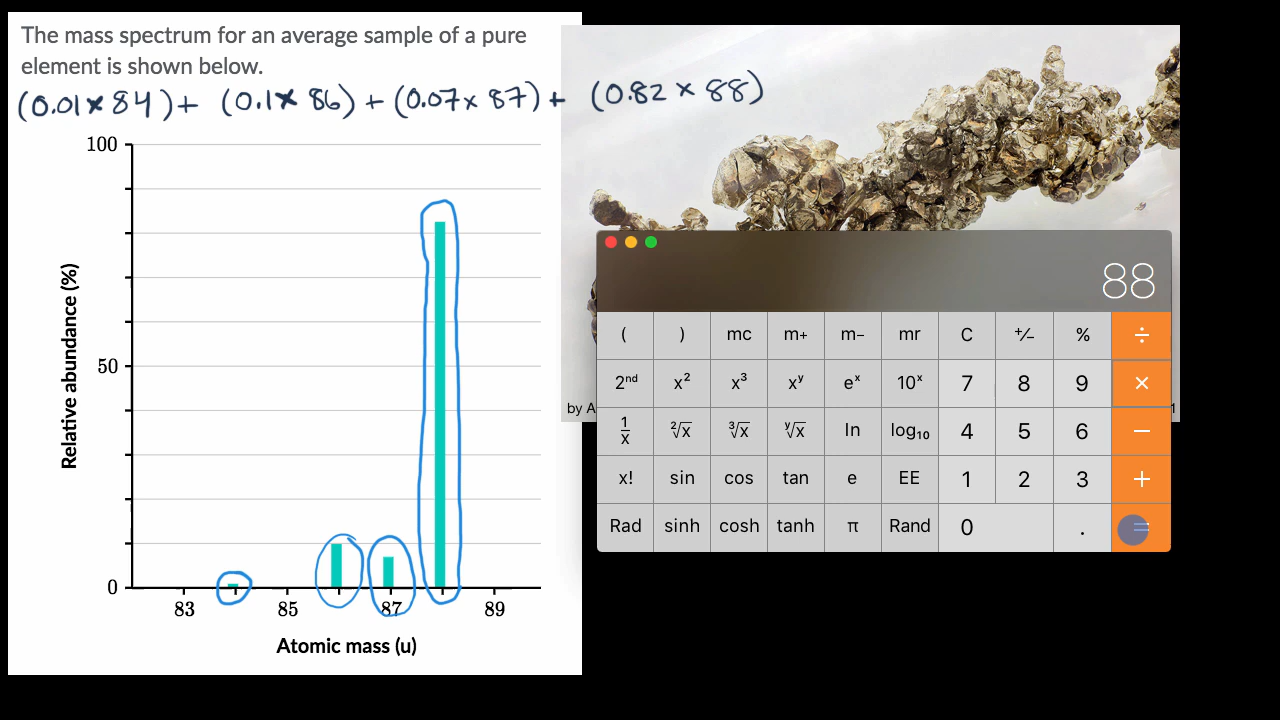 The mass spectrum for an average sample of a pure
element is shown below.
(0.01 × 84) + (0.1 × 86) + (0.07 × 87) + (0.82 × 88)
100
50
0
Relative abundance (%)
83 85 87 89
Atomic mass (u)
by A
1
88
( ) mc m+ m− mr C +∕− % ÷
2ⁿᵈ x² x³ xʸ eˣ 10ˣ 7 8 9 ×
1/x ²√x ³√x ʸ√x ln log₁₀ 4 5 6 −
x! sin cos tan e EE 1 2 3 +
Rad sinh cosh tanh π Rand 0 . =